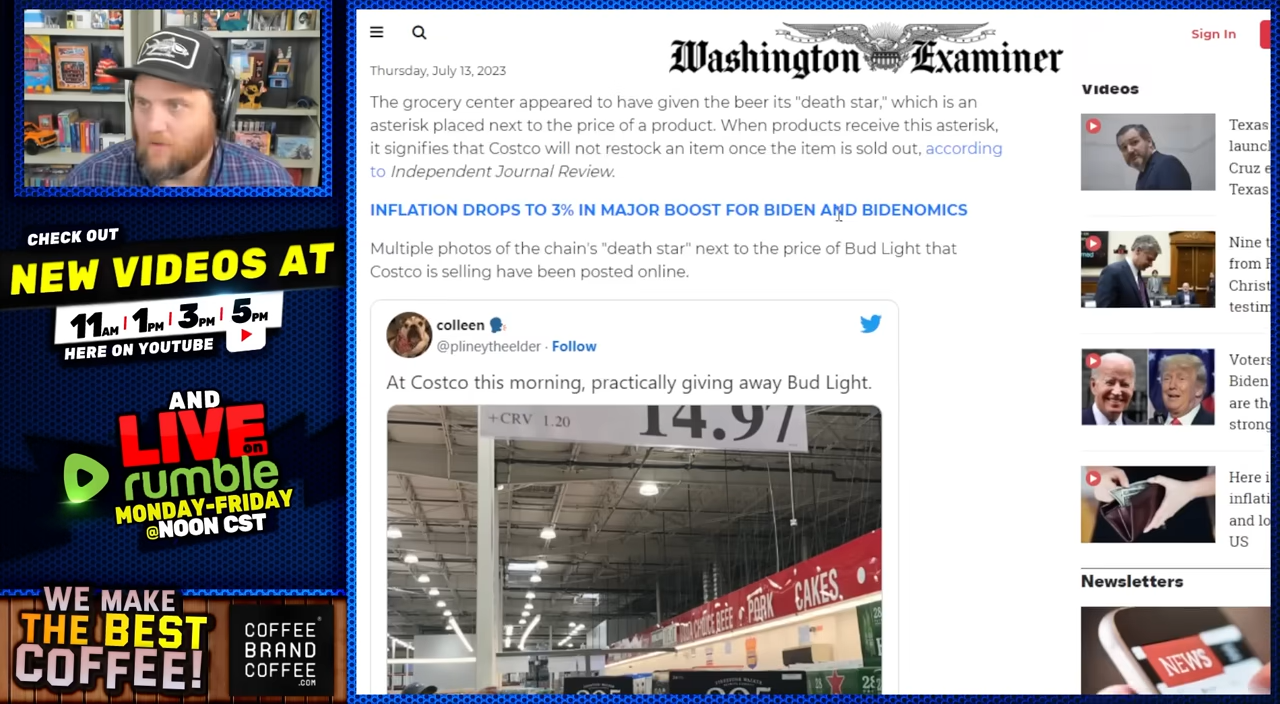 CHECK OUT
NEW VIDEOS AT
11AM | 1PM | 3PM | 5PM
HERE ON YOUTUBE
AND
LIVE on
rumble
MONDAY-FRIDAY
@NOON CST
WE MAKE
THE BEST
COFFEE!
COFFEE
BRAND
COFFEE
.COM
Washington Examiner
Sign In
Thursday, July 13, 2023
The grocery center appeared to have given the beer its "death star," which is an
asterisk placed next to the price of a product. When products receive this asterisk,
it signifies that Costco will not restock an item once the item is sold out, according
to Independent Journal Review.
INFLATION DROPS TO 3% IN MAJOR BOOST FOR BIDEN AND BIDENOMICS
Multiple photos of the chain's "death star" next to the price of Bud Light that
Costco is selling have been posted online.
colleen
@plineytheelder · Follow
At Costco this morning, practically giving away Bud Light.
+CRV 1.20
14.97
CHOICE BEEF
PORK
CAKES,
Videos
Texas
launc
Cruz e
Texas
Nine t
from F
Christ
testim
Voters
Biden
are th
strong
Here i
inflati
and lo
US
Newsletters
NEWS